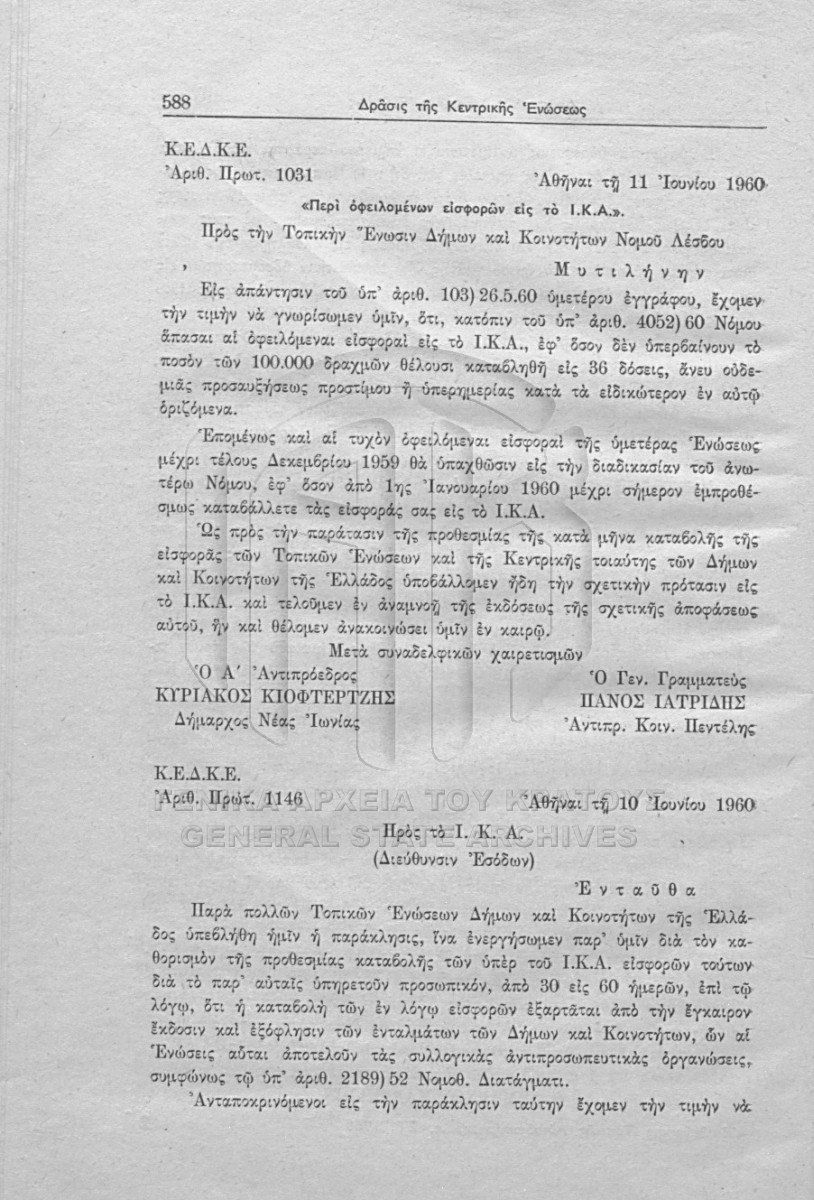 588
Δρᾶσις τῆς Κεντρικῆς Ἑνώσεως
Κ.Ε.Δ.Κ.Ε.
Ἀριθ. Πρωτ. 1031
Ἀθῆναι τῇ 11 Ἰουνίου 1960
«Περὶ ὀφειλομένων εἰσφορῶν εἰς τὸ Ι.Κ.Α.».
Πρὸς τὴν Τοπικὴν Ἕνωσιν Δήμων καὶ Κοινοτήτων Νομοῦ Λέσβου
Μυτιλήνην
Εἰς ἀπάντησιν τοῦ ὑπ' ἀριθ. 103)26.5.60 ὑμετέρου ἐγγράφου, ἔχομεν
τὴν τιμὴν νὰ γνωρίσωμεν ὑμῖν, ὅτι, κατόπιν τοῦ ὑπ' ἀριθ. 4052)60 Νόμου
ἅπασαι αἱ ὀφειλόμεναι εἰσφοραὶ εἰς τὸ Ι.Κ.Α., ἐφ' ὅσον δὲν ὑπερβαίνουν τὸ
ποσὸν τῶν 100.000 δραχμῶν θέλουσι καταβληθῆ εἰς 36 δόσεις, ἄνευ οὐδε-
μιᾶς προσαυξήσεως προστίμου ἢ ὑπερημερίας κατὰ τὰ εἰδικώτερον ἐν αὐτῷ
ὁριζόμενα.
Ἑπομένως καὶ αἱ τυχὸν ὀφειλόμεναι εἰσφοραὶ τῆς ὑμετέρας Ἑνώσεως
μέχρι τέλους Δεκεμβρίου 1959 θὰ ὑπαχθῶσιν εἰς τὴν διαδικασίαν τοῦ ἀνω-
τέρω Νόμου, ἐφ' ὅσον ἀπὸ 1ης Ἰανουαρίου 1960 μέχρι σήμερον ἐμπροθέ-
σμως καταβάλλετε τὰς εἰσφοράς σας εἰς τὸ Ι.Κ.Α.
Ὡς πρὸς τὴν παράτασιν τῆς προθεσμίας τῆς κατὰ μῆνα καταβολῆς τῆς
εἰσφορᾶς τῶν Τοπικῶν Ἑνώσεων καὶ τῆς Κεντρικῆς τοιαύτης τῶν Δήμων
καὶ Κοινοτήτων τῆς Ἑλλάδος ὑποβάλλομεν ἤδη τὴν σχετικὴν πρότασιν εἰς
τὸ Ι.Κ.Α. καὶ τελοῦμεν ἐν ἀναμνοῇ τῆς ἐκδόσεως τῆς σχετικῆς ἀποφάσεως
αὐτοῦ, ἣν καὶ θέλομεν ἀνακοινώσει ὑμῖν ἐν καιρῷ.
Μετὰ συναδελφικῶν χαιρετισμῶν
Ὁ Α' Ἀντιπρόεδρος
ΚΥΡΙΑΚΟΣ ΚΙΟΦΤΕΡΤΖΗΣ
Δήμαρχος Νέας Ἰωνίας
Ὁ Γεν. Γραμματεὺς
ΠΑΝΟΣ ΙΑΤΡΙΔΗΣ
Ἀντιπρ. Κοιν. Πεντέλης
Κ.Ε.Δ.Κ.Ε.
Ἀριθ. Πρώτ. 1146
Ἀθῆναι τῇ 10 Ἰουνίου 1960
ΓΕΝΙΚΑ ΑΡΧΕΙΑ ΤΟΥ ΚΡΑΤΟΥΣ
GENERAL STATE ARCHIVES
Πρὸς τὸ Ι. Κ. Α.
(Διεύθυνσιν Ἐσόδων)
Ἐνταῦθα
Παρὰ πολλῶν Τοπικῶν Ἑνώσεων Δήμων καὶ Κοινοτήτων τῆς Ἑλλά-
δος ὑπεβλήθη ἡμῖν ἡ παράκλησις, ἵνα ἐνεργήσωμεν παρ' ὑμῖν διὰ τὸν κα-
θορισμὸν τῆς προθεσμίας καταβολῆς τῶν ὑπὲρ τοῦ Ι.Κ.Α. εἰσφορῶν τούτων
διὰ τὸ παρ' αὐταῖς ὑπηρετοῦν προσωπικόν, ἀπὸ 30 εἰς 60 ἡμερῶν, ἐπὶ τῷ
λόγῳ, ὅτι ἡ καταβολὴ τῶν ἐν λόγῳ εἰσφορῶν ἐξαρτᾶται ἀπὸ τὴν ἔγκαιρον
ἔκδοσιν καὶ ἐξόφλησιν τῶν ἐνταλμάτων τῶν Δήμων καὶ Κοινοτήτων, ὧν αἱ
Ἑνώσεις αὗται ἀποτελοῦν τὰς συλλογικὰς ἀντιπροσωπευτικὰς ὀργανώσεις,
συμφώνως τῷ ὑπ' ἀριθ. 2189)52 Νομοθ. Διατάγματι.
Ἀνταποκρινόμενοι εἰς τὴν παράκλησιν ταύτην ἔχομεν τὴν τιμὴν νὰ